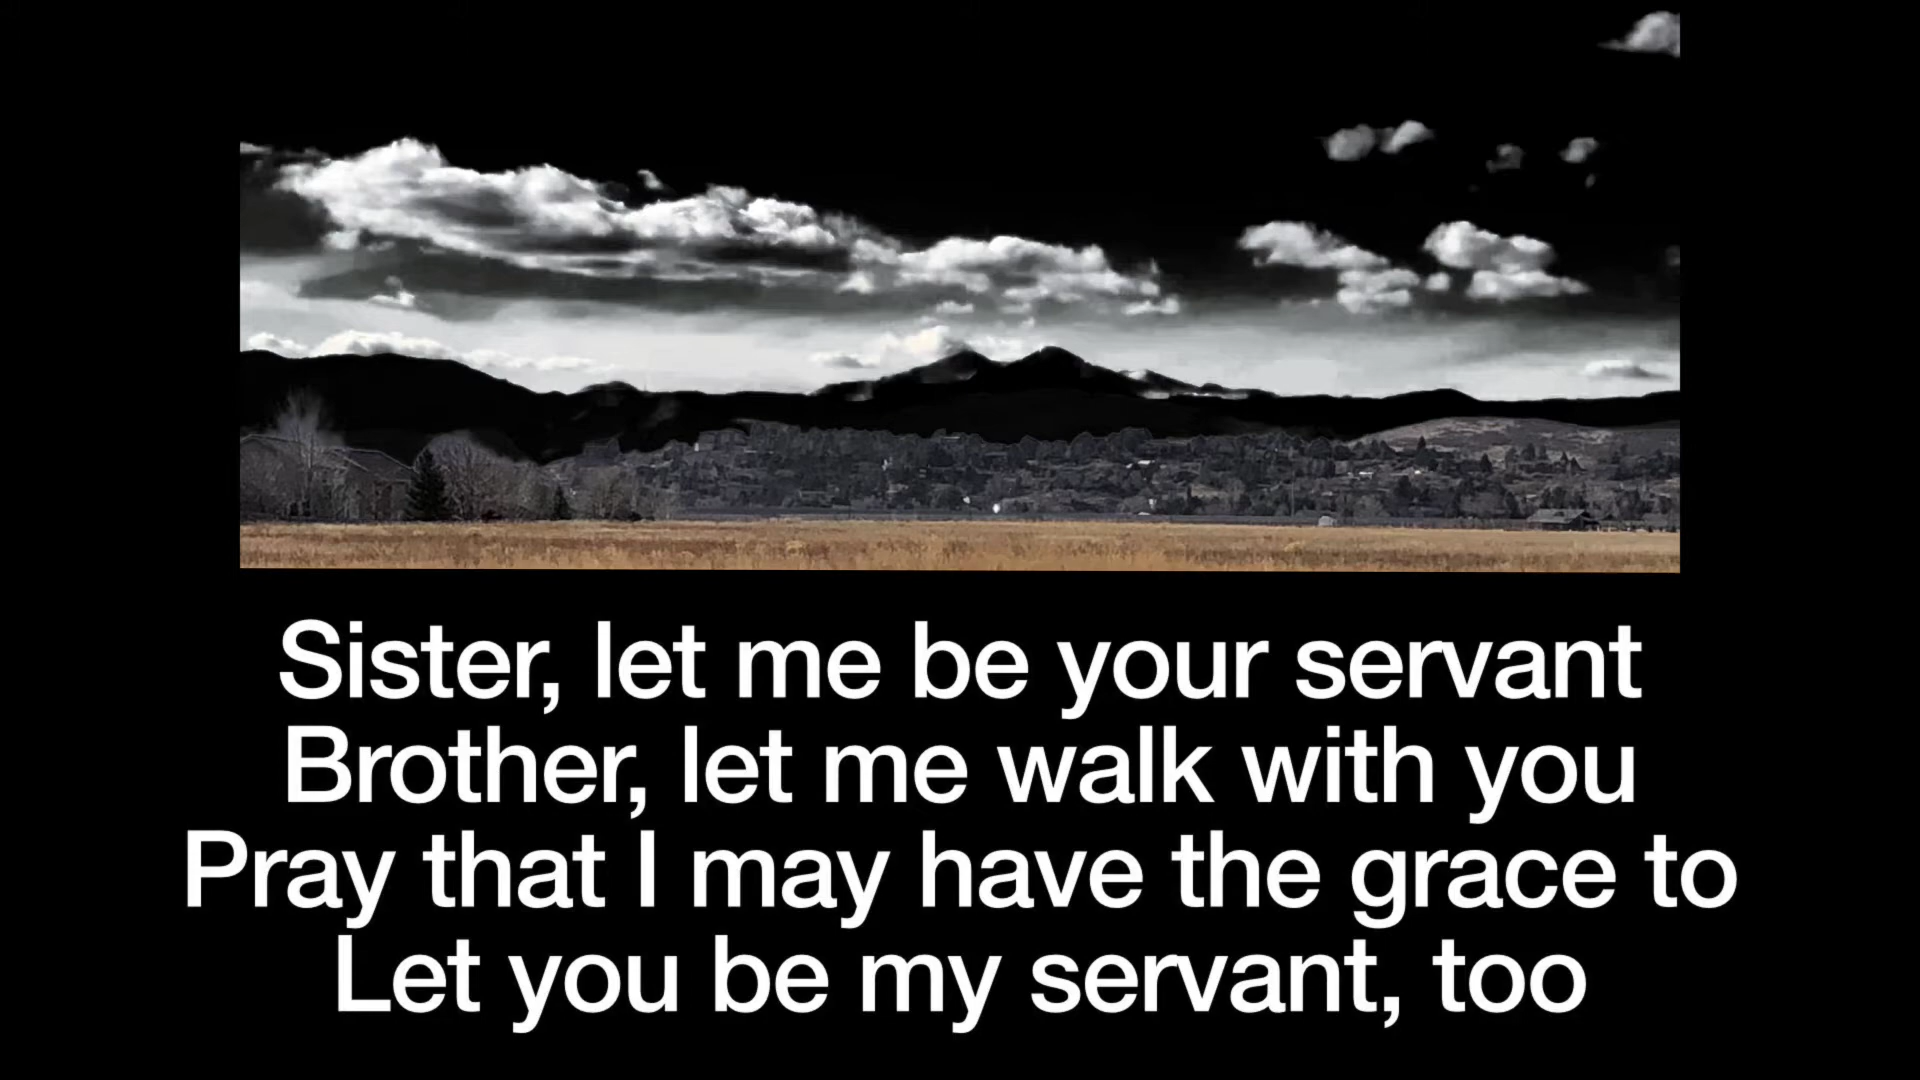 Sister, let me be your servant
Brother, let me walk with you
Pray that I may have the grace to
Let you be my servant, too